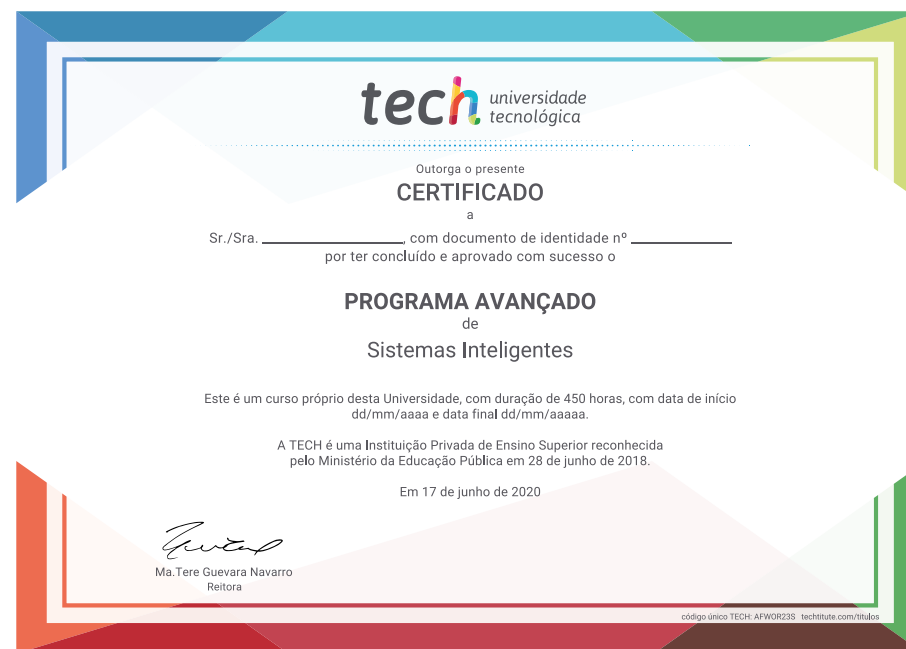 tech universidade
tecnológica
Outorga o presente
CERTIFICADO
a
Sr./Sra. ________________, com documento de identidade nº ____________
por ter concluído e aprovado com sucesso o
PROGRAMA AVANÇADO
de
Sistemas Inteligentes
Este é um curso próprio desta Universidade, com duração de 450 horas, com data de início
dd/mm/aaaa e data final dd/mm/aaaaa.
A TECH é uma Instituição Privada de Ensino Superior reconhecida
pelo Ministério da Educação Pública em 28 de junho de 2018.
Em 17 de junho de 2020
Ma.Tere Guevara Navarro
Reitora
código único TECH: AFWOR23S techtitute.com/titulos